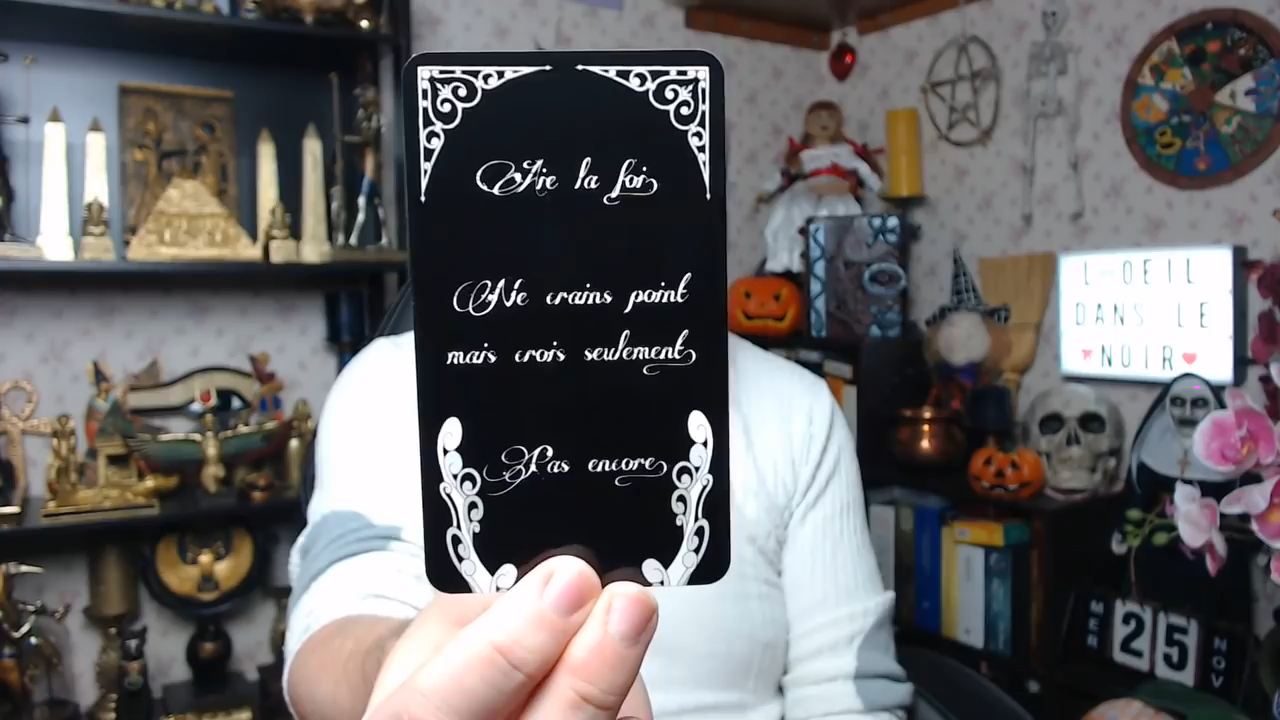 Aie la foi
Ne crains point
mais crois seulement
Pas encore
L OEIL
DANS LE
NOIR
MER
25
NOV